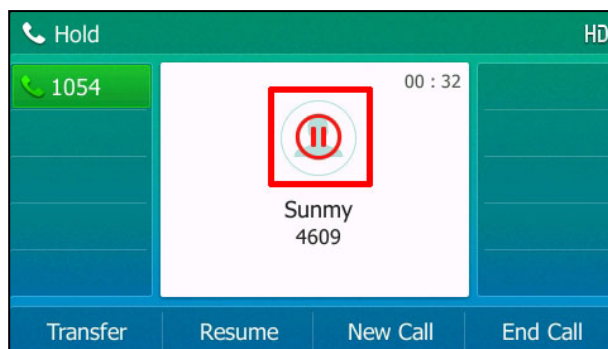 Hold
HD
1054
00 : 32
Sunmy
4609
Transfer
Resume
New Call
End Call